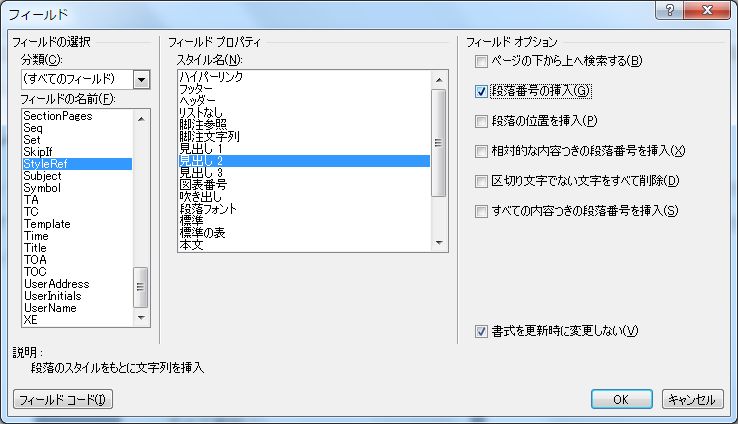 フィールド
フィールドの選択
分類(C):
(すべてのフィールド)
フィールドの名前(F):
SectionPages
Seq
Set
SkipIf
StyleRef
Subject
Symbol
TA
TC
Template
Time
Title
TOA
TOC
UserAddress
UserInitials
UserName
XE
フィールド プロパティ
スタイル名(N):
ハイパーリンク
フッター
ヘッダー
リストなし
脚注参照
脚注文字列
見出し 1
見出し 2
見出し 3
図表番号
吹き出し
段落フォント
標準
標準の表
本文
フィールド オプション
ページの下から上へ検索する(B)
段落番号の挿入(G)
段落の位置を挿入(P)
相対的な内容つきの段落番号を挿入(X)
区切り文字でない文字をすべて削除(D)
すべての内容つきの段落番号を挿入(S)
書式を更新時に変更しない(V)
説明:
段落のスタイルをもとに文字列を挿入
フィールド コード(I)
OK
キャンセル